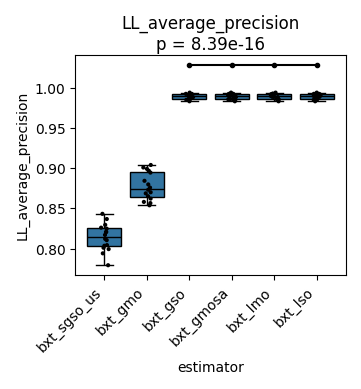 LL_average_precision
p = 8.39e-16
LL_average_precision
1.00
0.95
0.90
0.85
0.80
bxt_sgso_us
bxt_gmo
bxt_gso
bxt_gmosa
bxt_lmo
bxt_lso
estimator